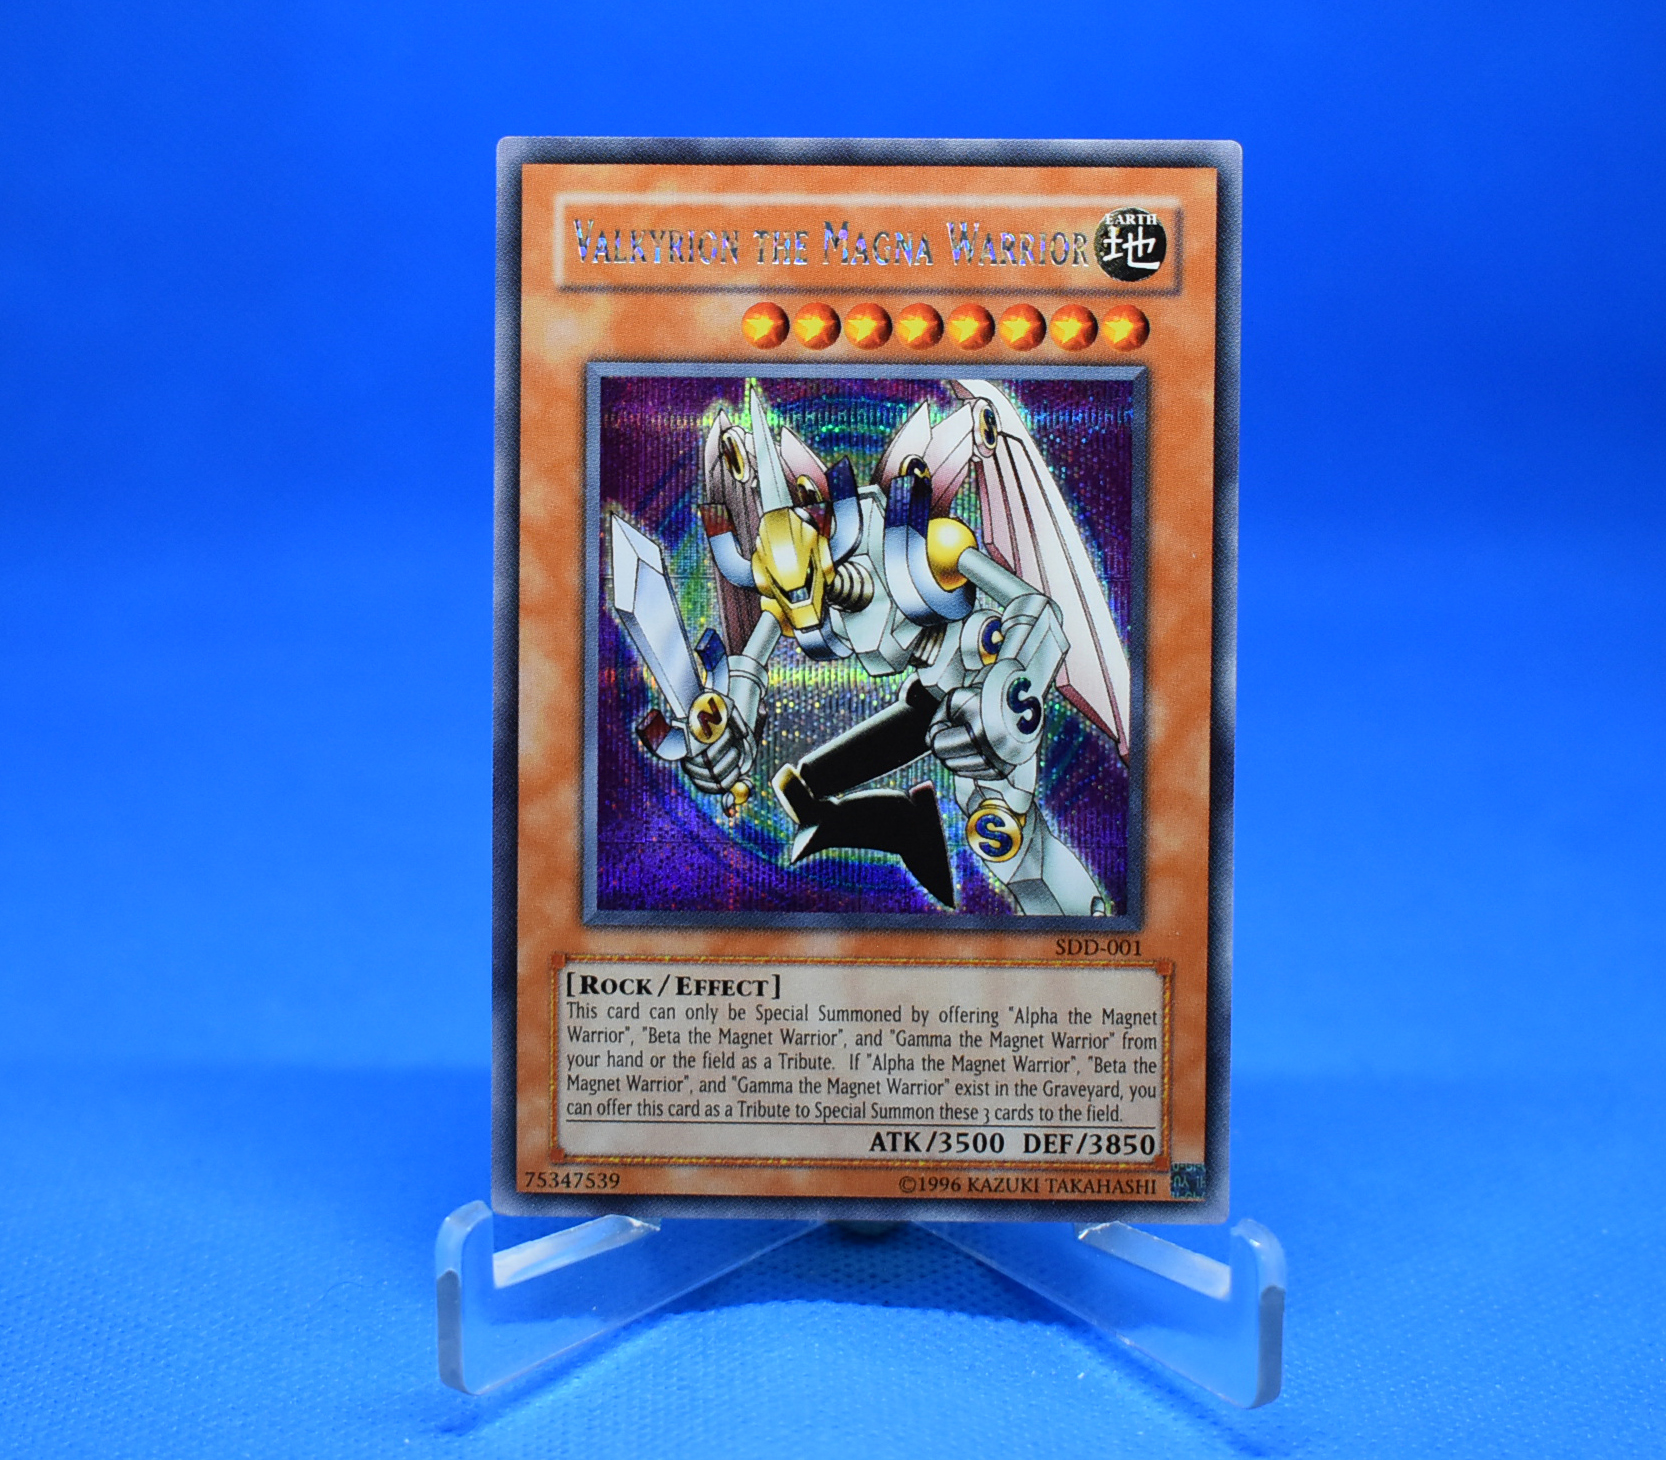 VALKYRION THE MAGNA WARRIOR
EARTH
地
N
S
S
S
S
SDD-001
[ROCK/EFFECT]
This card can only be Special Summoned by offering "Alpha the Magnet
Warrior", "Beta the Magnet Warrior", and "Gamma the Magnet Warrior" from
your hand or the field as a Tribute. If "Alpha the Magnet Warrior", "Beta the
Magnet Warrior", and "Gamma the Magnet Warrior" exist in the Graveyard, you
can offer this card as a Tribute to Special Summon these 3 cards to the field.
ATK/3500 DEF/3850
75347539
©1996 KAZUKI TAKAHASHI